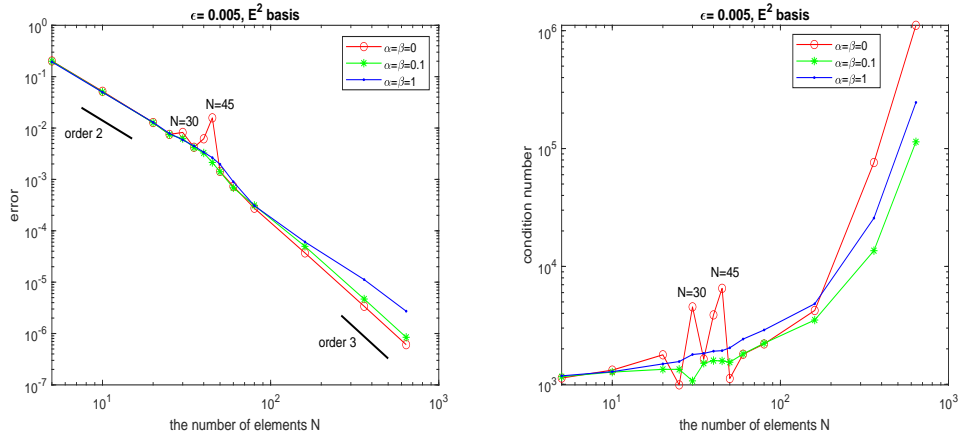 ϵ= 0.005, E² basis
10⁰
10⁻¹
10⁻²
10⁻³
10⁻⁴
10⁻⁵
10⁻⁶
10⁻⁷
error
α=β=0
α=β=0.1
α=β=1
N=45
N=30
order 2
order 3
10¹
10²
10³
the number of elements N
ϵ= 0.005, E² basis
10⁶
10⁵
10⁴
10³
condition number
α=β=0
α=β=0.1
α=β=1
N=45
N=30
10¹
10²
10³
the number of elements N